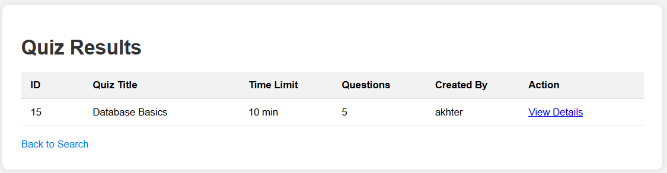 Quiz Results
ID Quiz Title Time Limit Questions Created By Action
15 Database Basics 10 min 5 akhter View Details
Back to Search